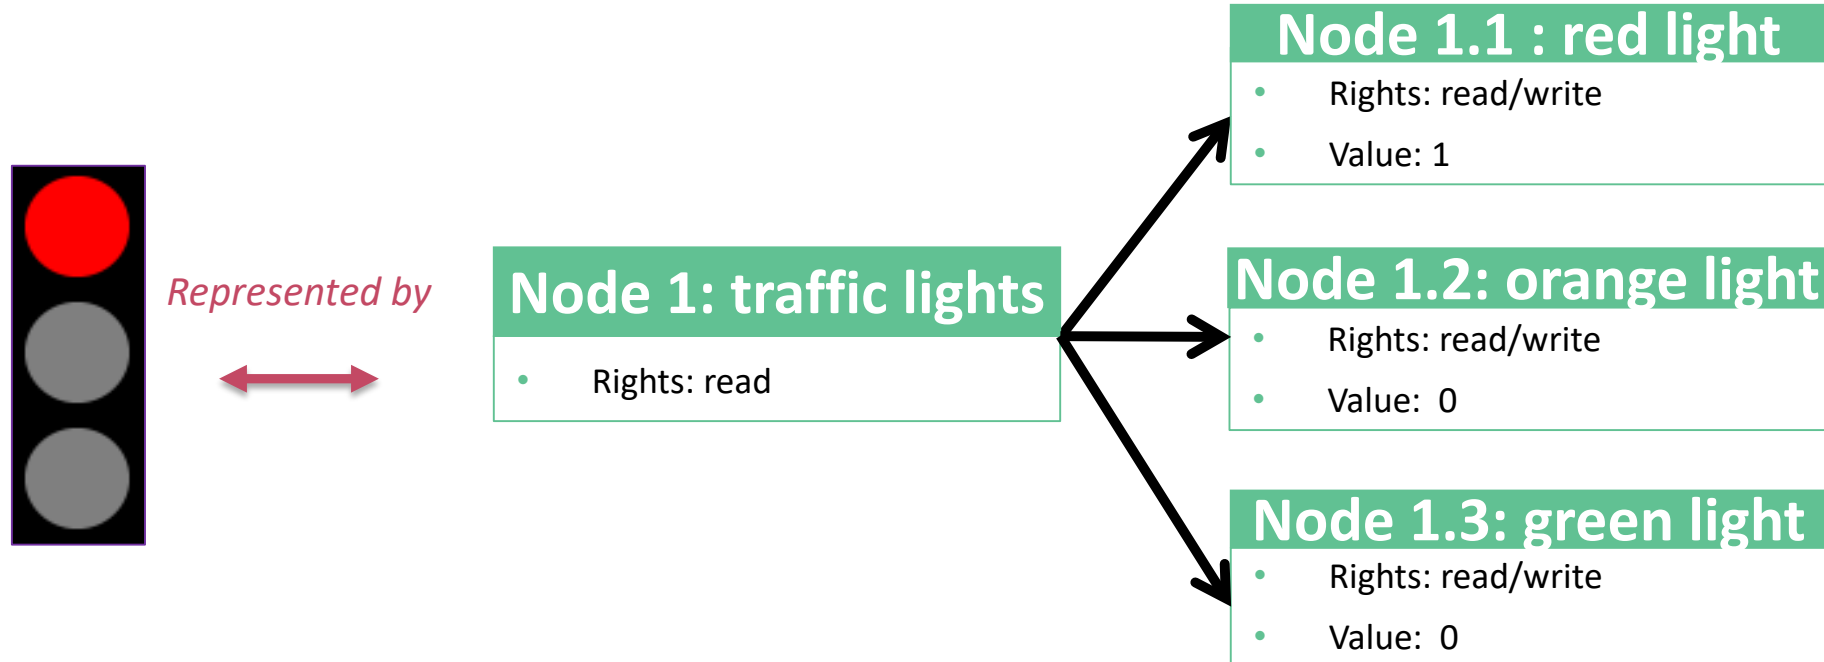 Represented by
Node 1: traffic lights
• Rights: read
Node 1.1 : red light
• Rights: read/write
• Value: 1
Node 1.2: orange light
• Rights: read/write
• Value:  0
Node 1.3: green light
• Rights: read/write
• Value:  0